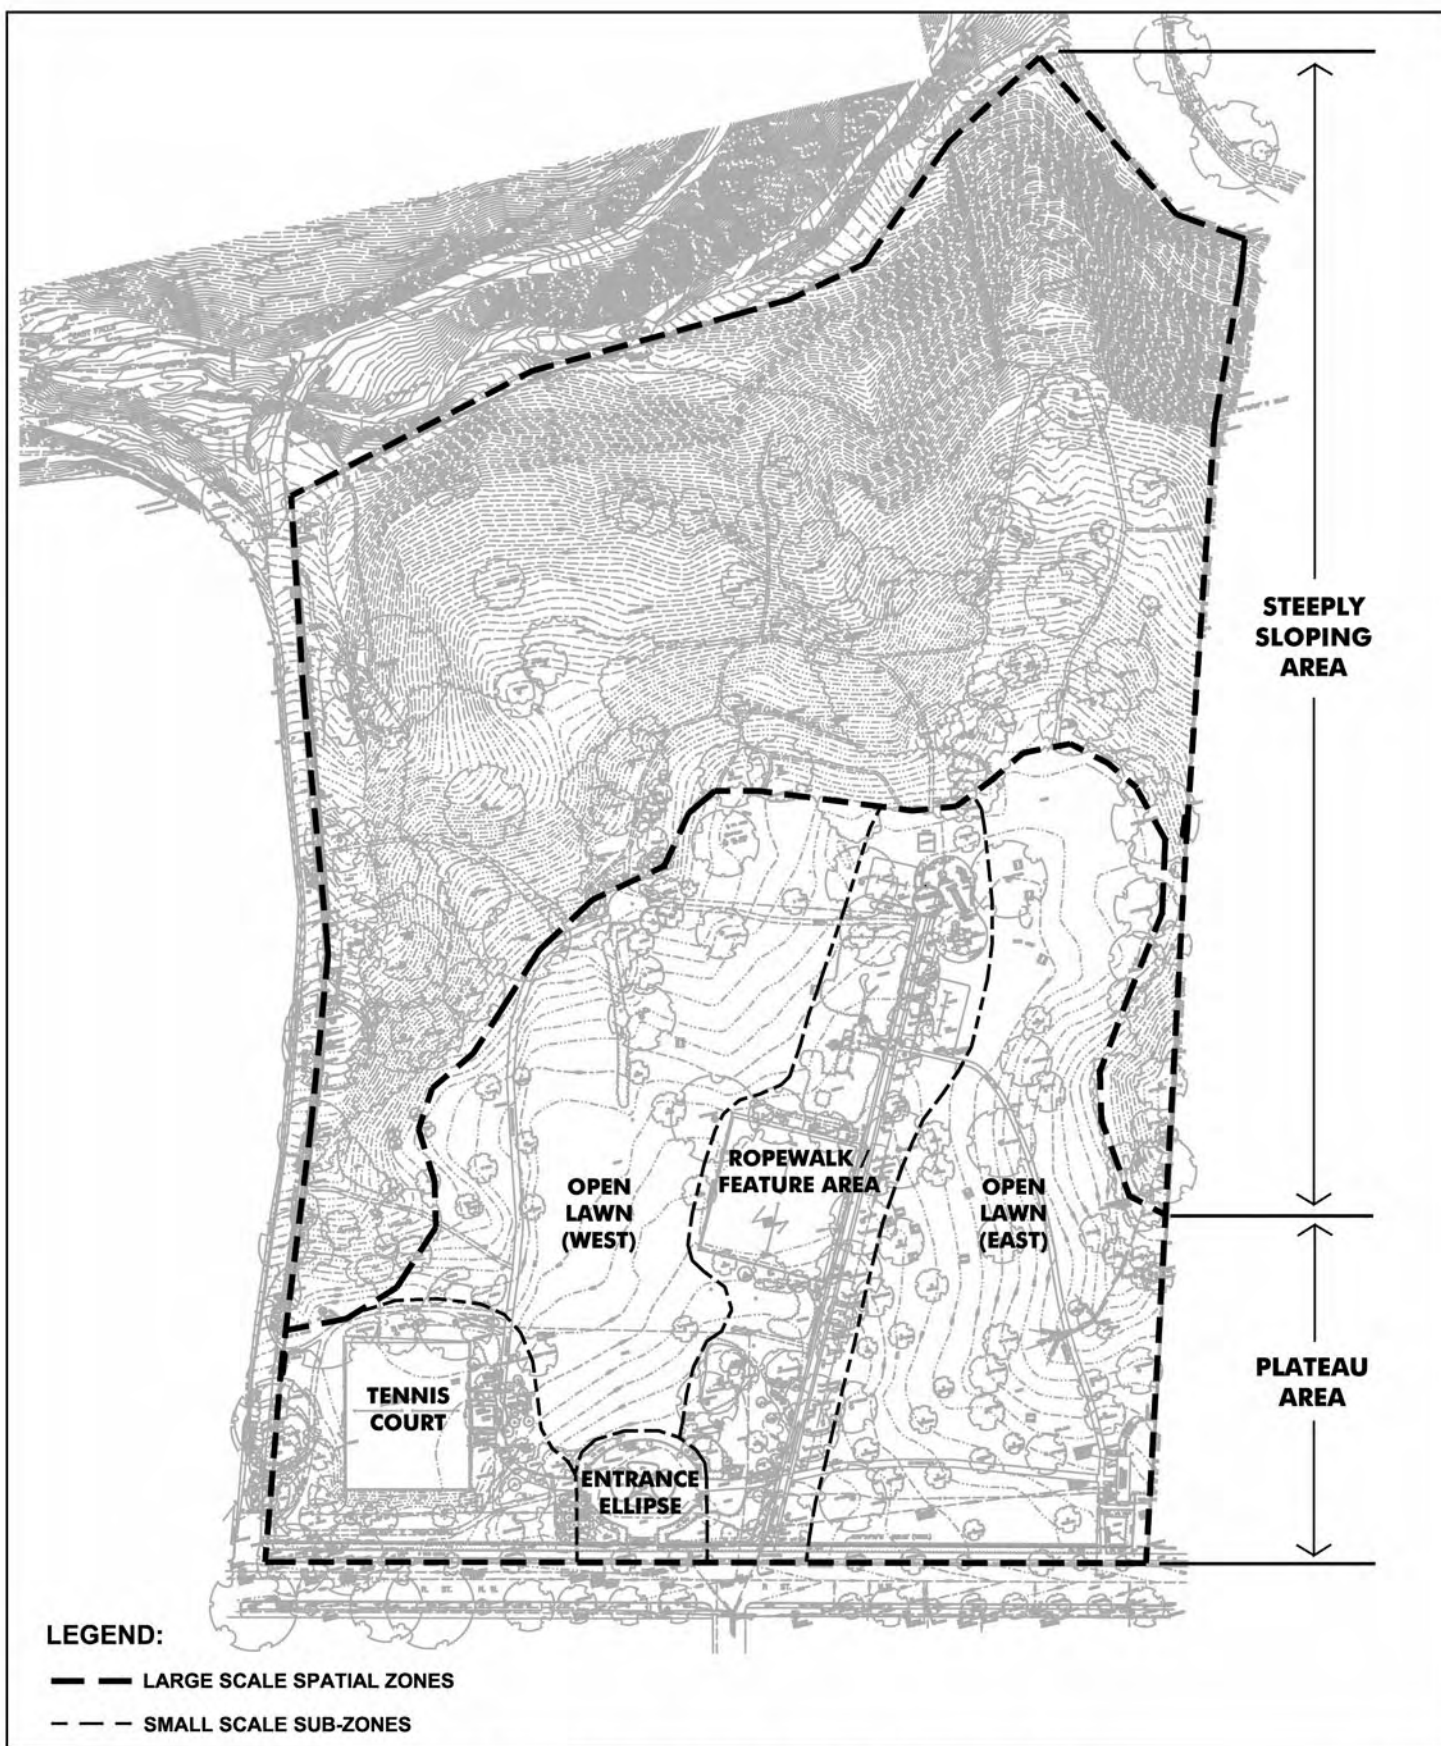 STEEPLY
SLOPING
AREA
ROPEWALK /
FEATURE AREA
OPEN
LAWN
(WEST)
OPEN
LAWN
(EAST)
PLATEAU
AREA
TENNIS
COURT
ENTRANCE
ELLIPSE
LEGEND:
LARGE SCALE SPATIAL ZONES
SMALL SCALE SUB-ZONES